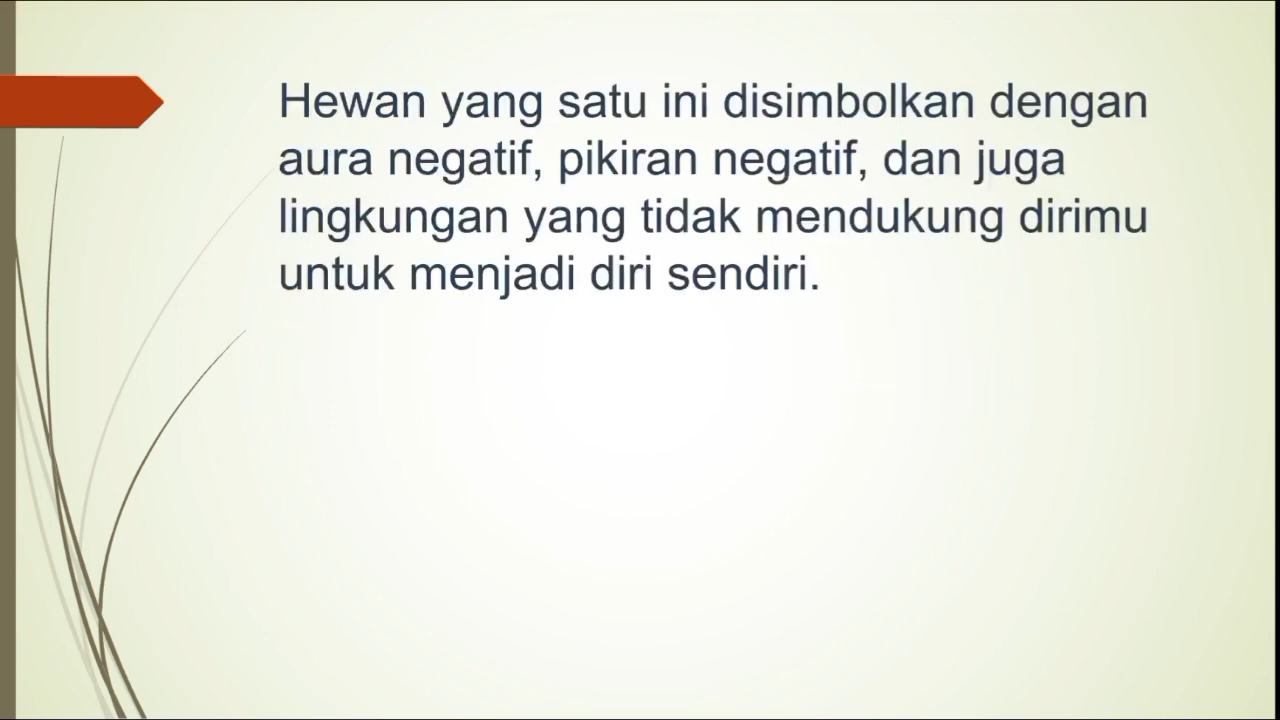 Hewan yang satu ini disimbolkan dengan
aura negatif, pikiran negatif, dan juga
lingkungan yang tidak mendukung dirimu
untuk menjadi diri sendiri.